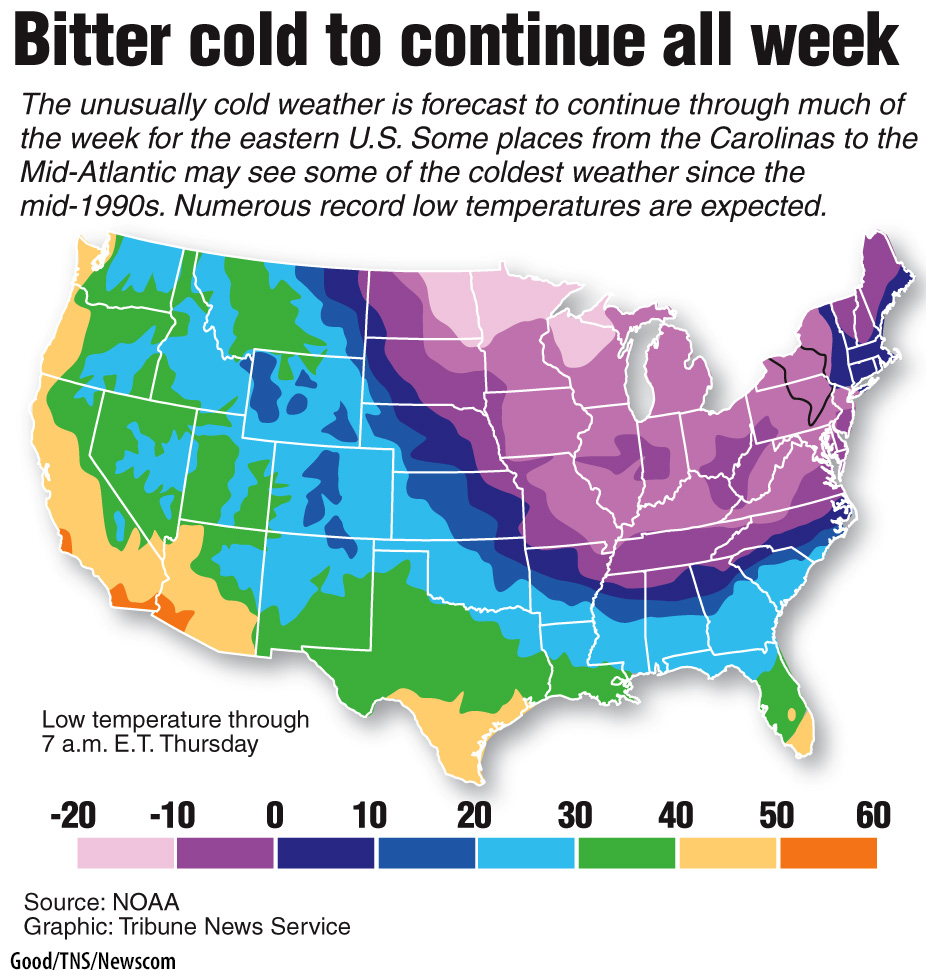 Bitter cold to continue all week
The unusually cold weather is forecast to continue through much of
the week for the eastern U.S. Some places from the Carolinas to the
Mid-Atlantic may see some of the coldest weather since the
mid-1990s. Numerous record low temperatures are expected.
Low temperature through
7 a.m. E.T. Thursday
-20 -10 0 10 20 30 40 50 60
Source: NOAA
Graphic: Tribune News Service
Good/TNS/Newscom